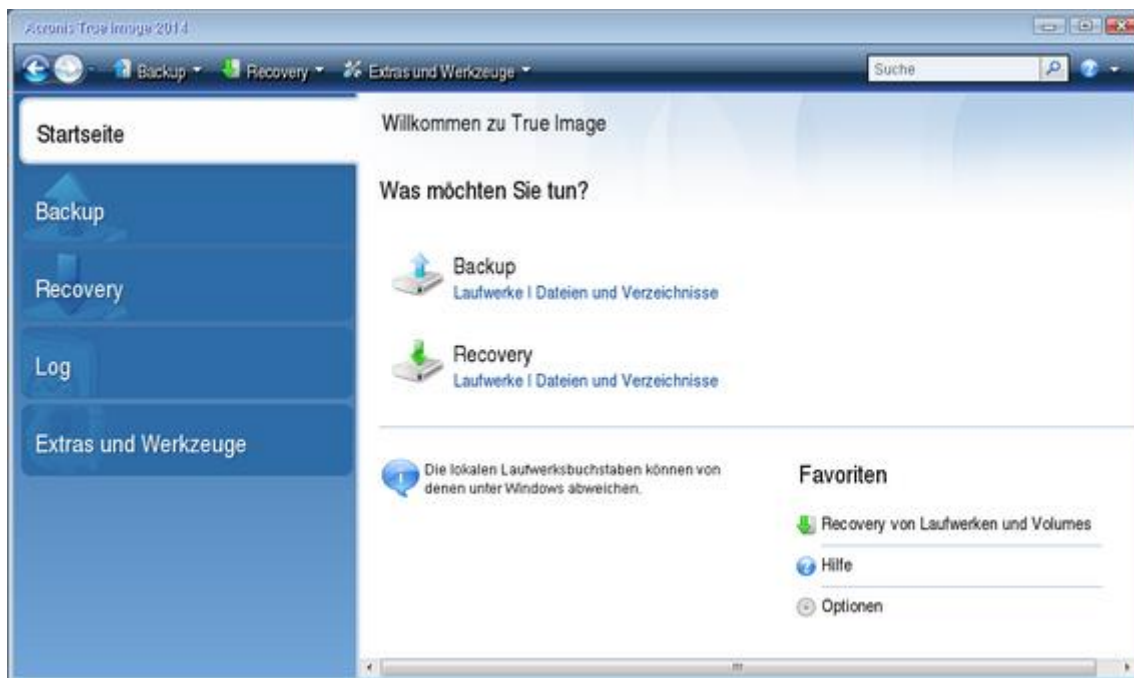 Acronis True Image 2014
Backup Recovery Extras und Werkzeuge Suche
Startseite
Backup
Recovery
Log
Extras und Werkzeuge
Willkommen zu True Image
Was möchten Sie tun?
Backup
Laufwerke | Dateien und Verzeichnisse
Recovery
Laufwerke | Dateien und Verzeichnisse
Die lokalen Laufwerksbuchstaben können von
denen unter Windows abweichen.
Favoriten
Recovery von Laufwerken und Volumes
Hilfe
Optionen